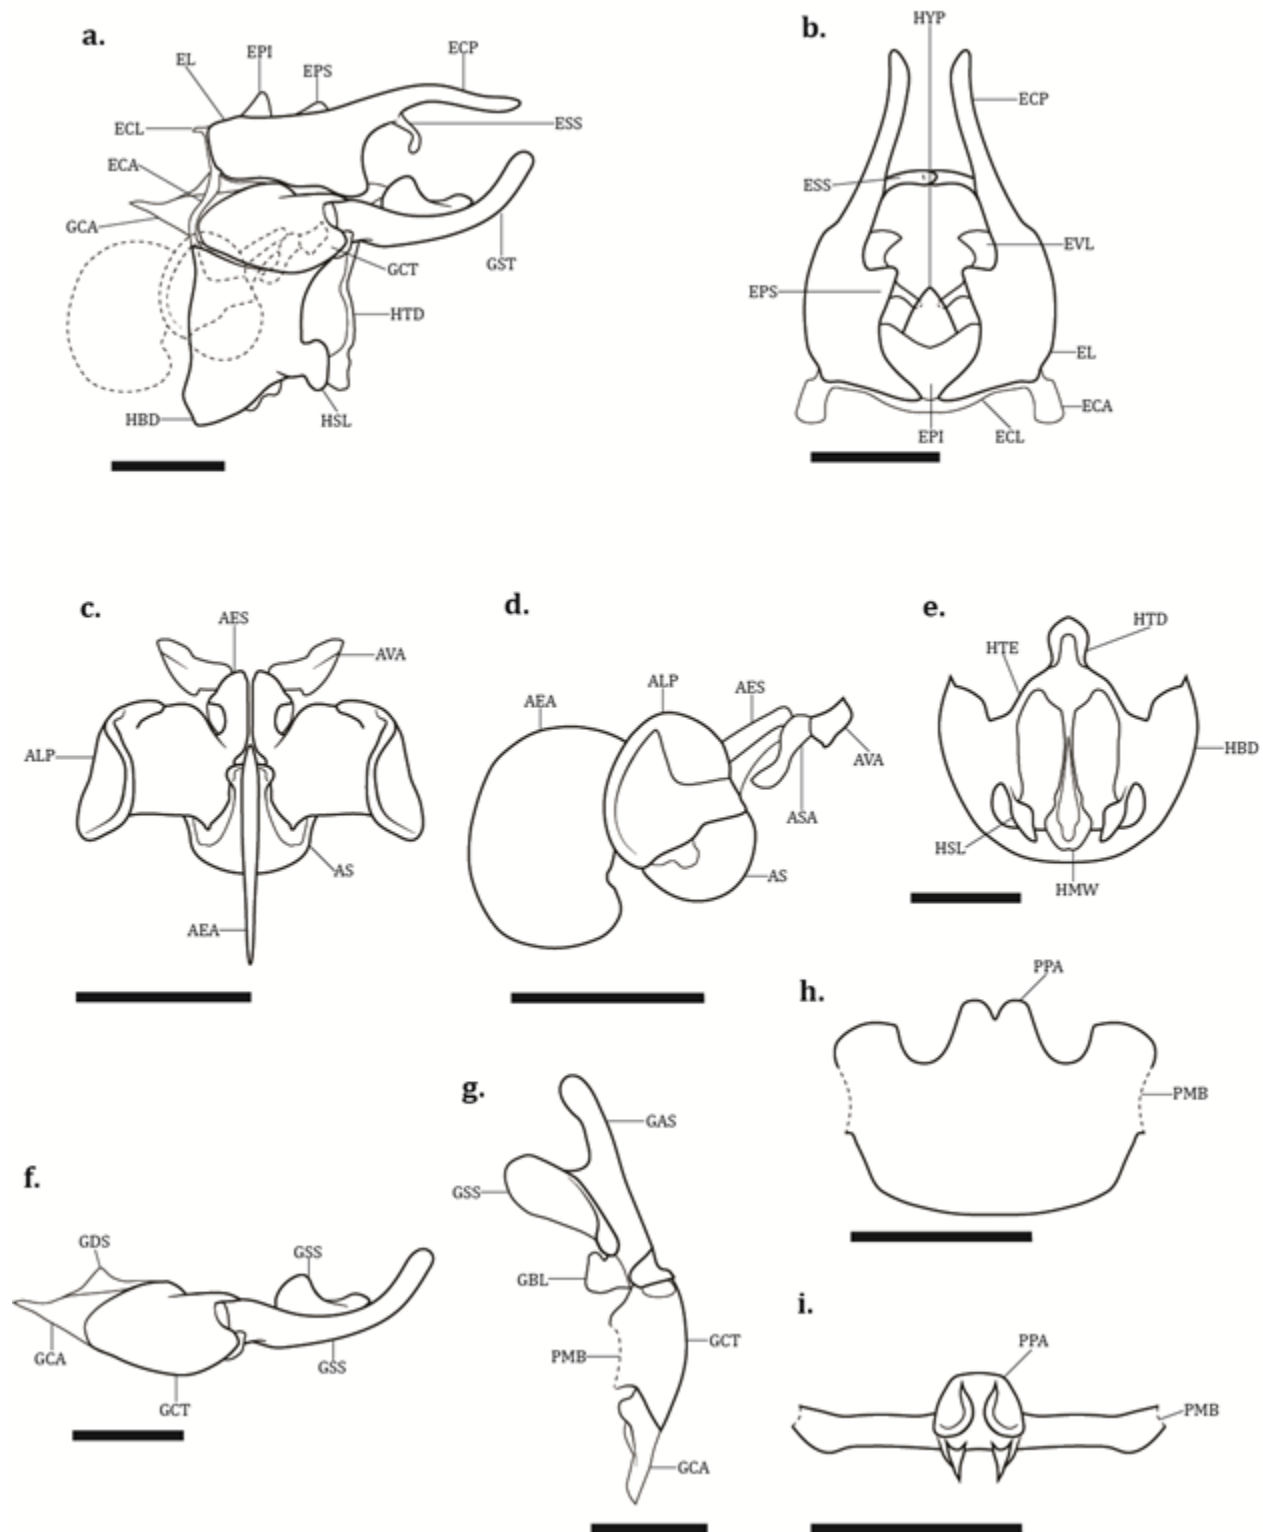 a.
EL
EPI
EPS
ECP
ECL
ESS
ECA
GCA
GCT
GST
HTD
HBD
HSL
b.
HYP
ECP
ESS
EVL
EPS
EL
ECA
EPI
ECL
c.
AES
AVA
ALP
AS
AEA
d.
AEA
ALP
AES
AVA
ASA
AS
e.
HTD
HTE
HBD
HSL
HMW
f.
GDS
GSS
GCA
GSS
GCT
g.
GAS
GSS
GBL
GCT
PMB
GCA
h.
PPA
PMB
i.
PPA
PMB